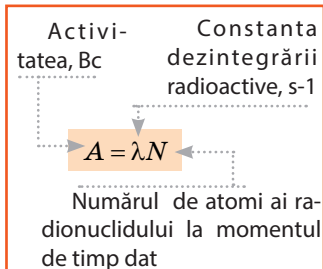 Activi-
tatea, Bc
Constanta
dezintegrării
radioactive, s-1
A = λN
Numărul de atomi ai ra-
dionuclidului la momentul
de timp dat